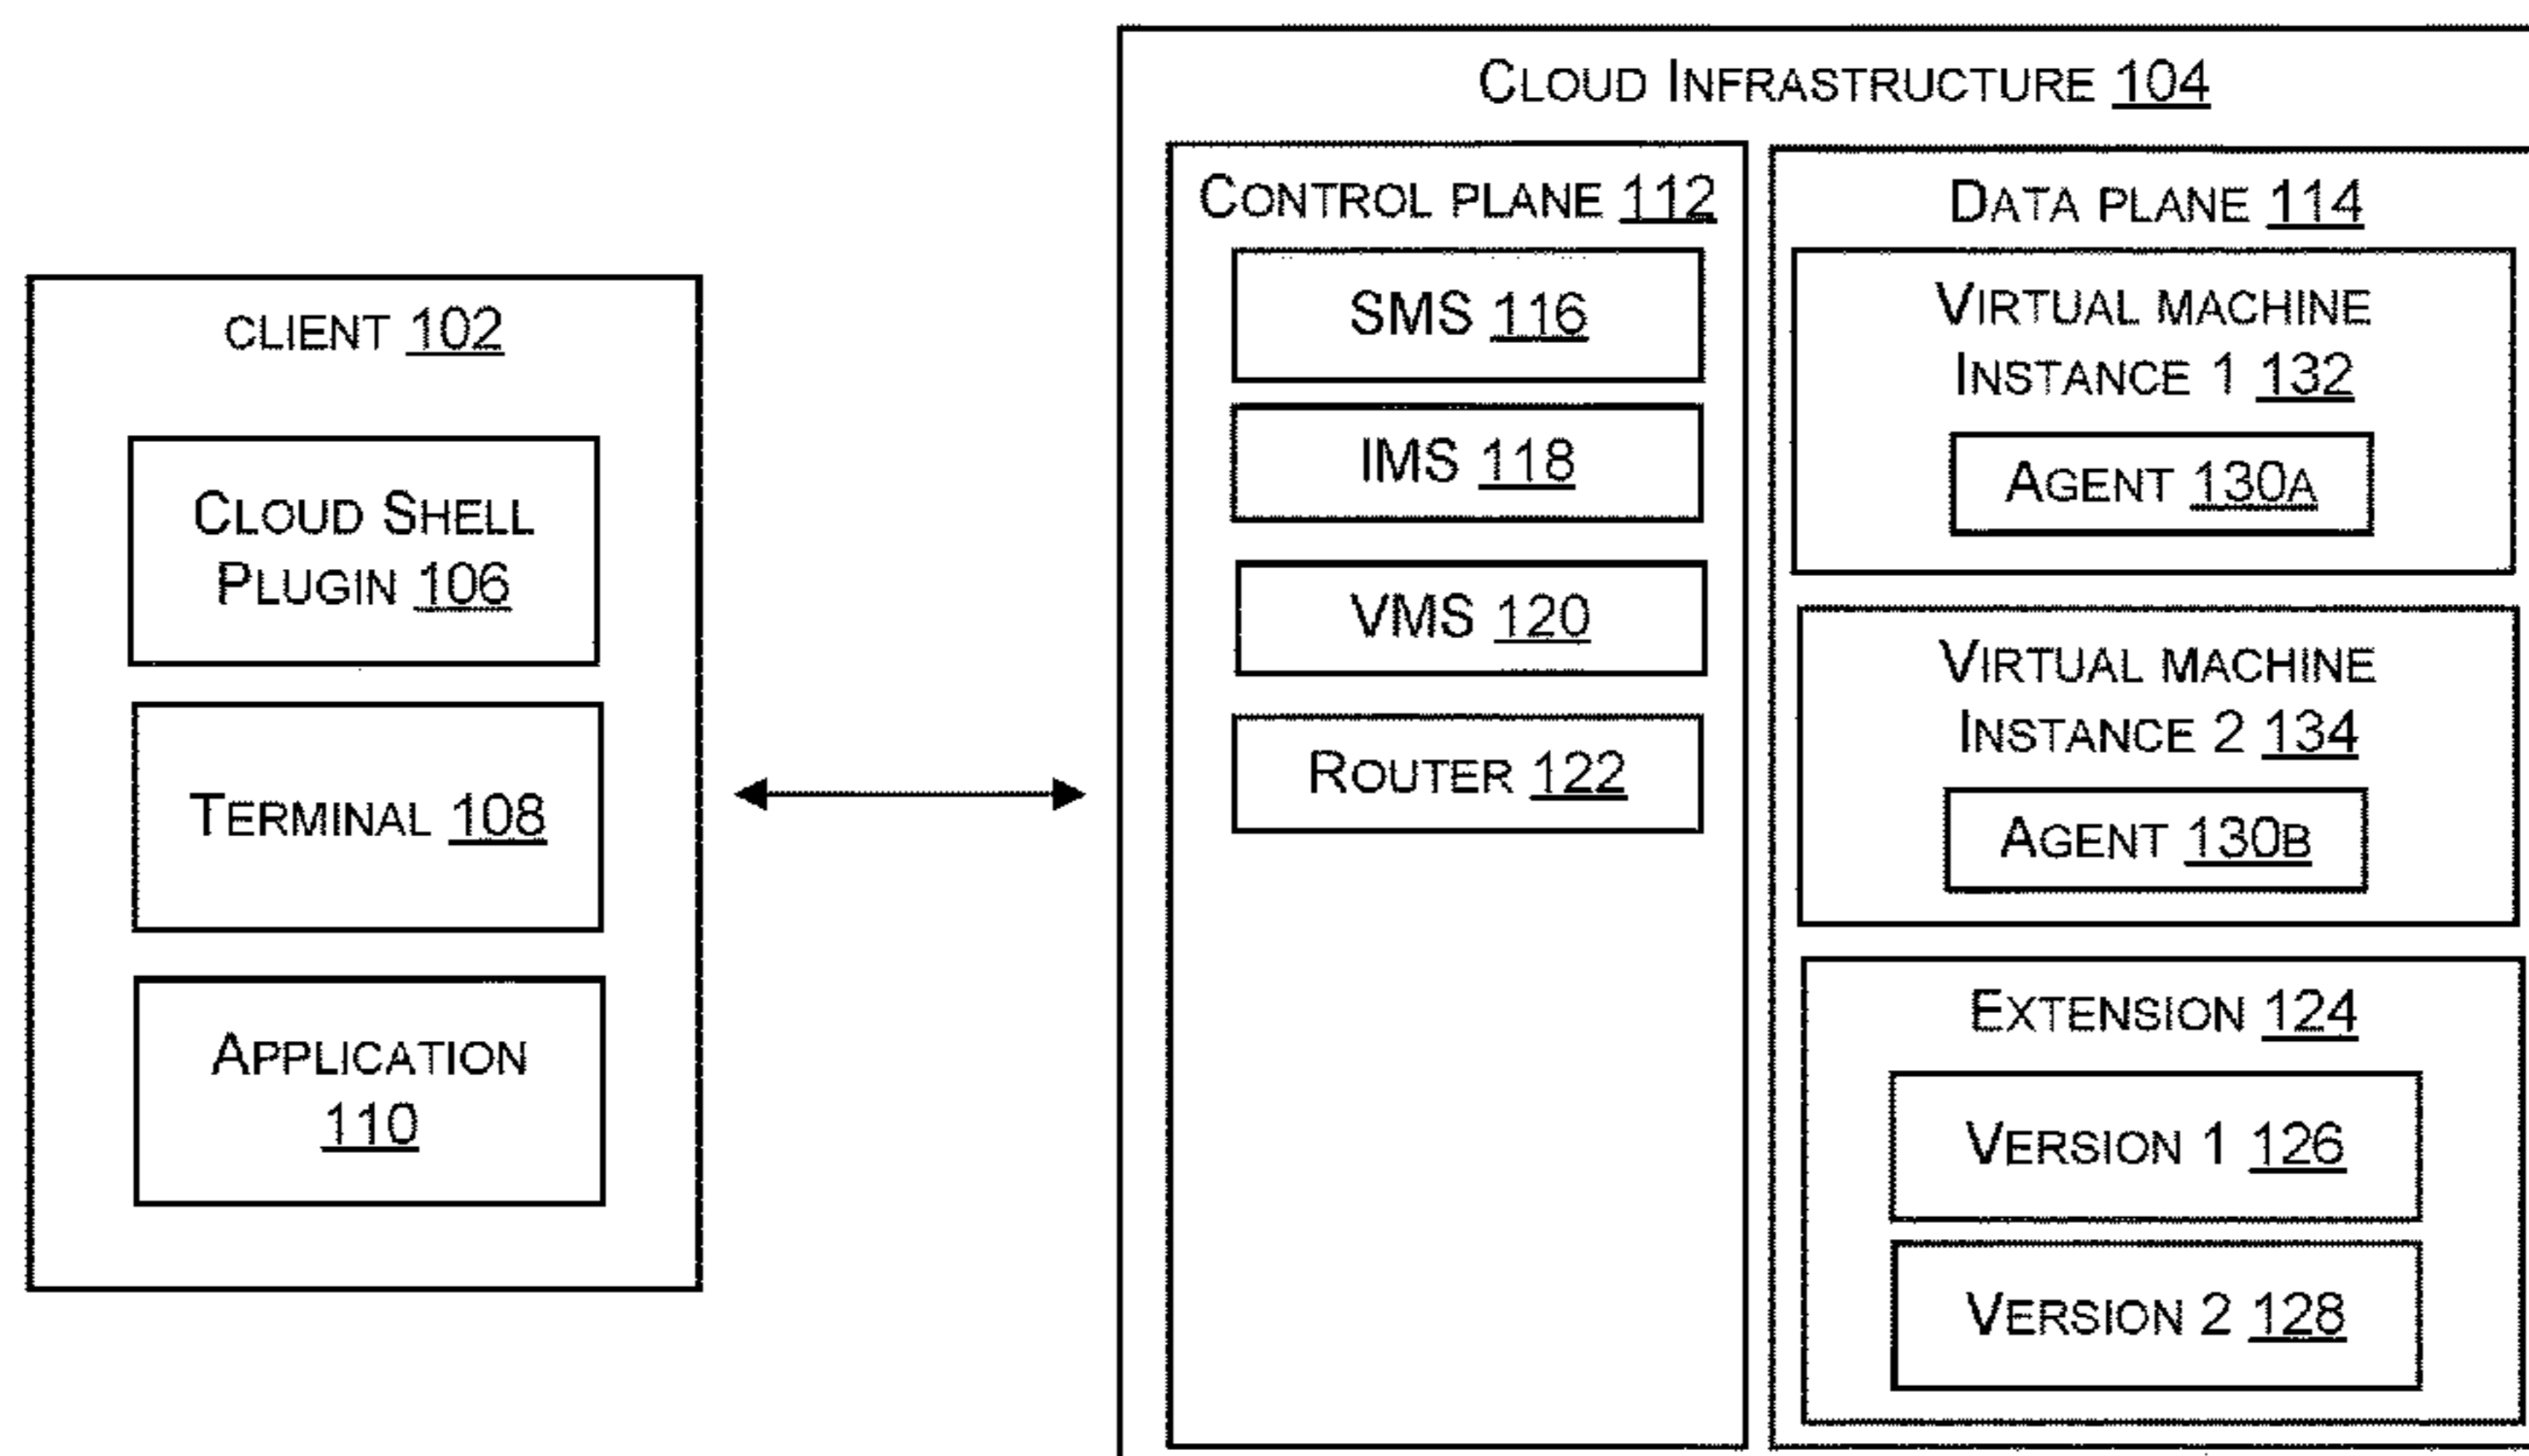 CLIENT 102
CLOUD SHELL
PLUGIN 106
TERMINAL 108
APPLICATION
110
CLOUD INFRASTRUCTURE 104
CONTROL PLANE 112
SMS 116
IMS 118
VMS 120
ROUTER 122
DATA PLANE 114
VIRTUAL MACHINE
INSTANCE 1 132
AGENT 130A
VIRTUAL MACHINE
INSTANCE 2 134
AGENT 130B
EXTENSION 124
VERSION 1 126
VERSION 2 128